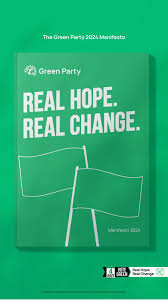 The Green Party 2024 Manifesto
Green Party
REAL HOPE.
REAL CHANGE.
Manifesto 2024
Real Hope.
Real Change.